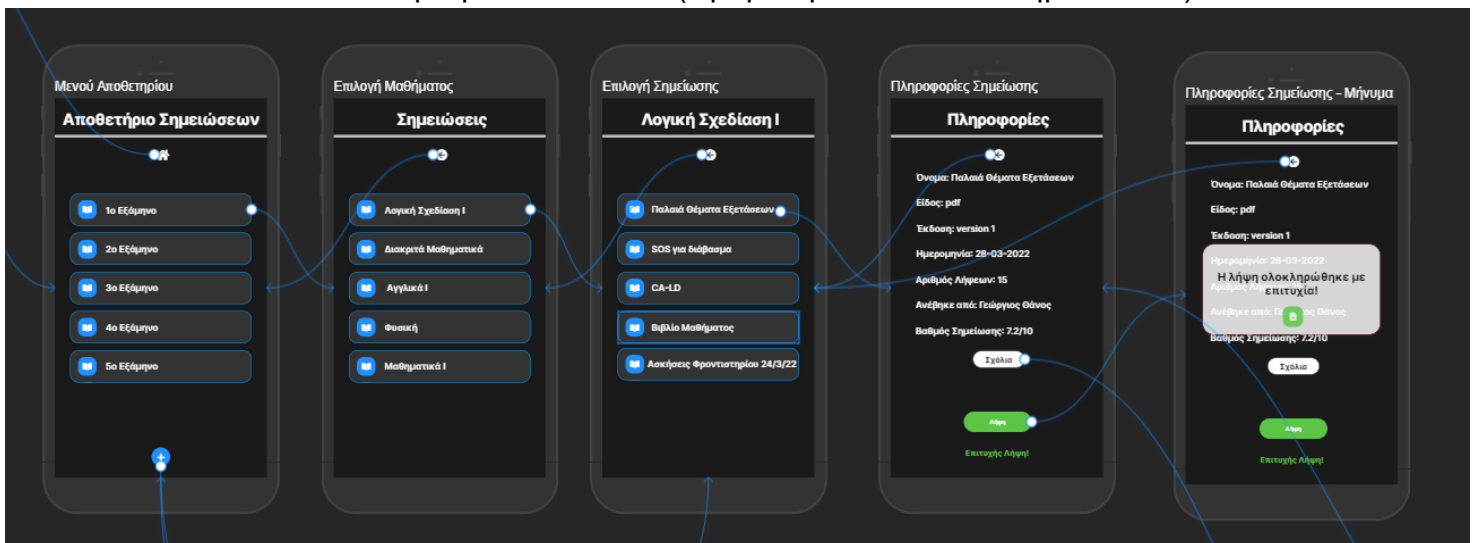 Μενού Αποθετηρίου
Αποθετήριο Σημειώσεων
1ο Εξάμηνο
2ο Εξάμηνο
3ο Εξάμηνο
4ο Εξάμηνο
5ο Εξάμηνο
Επιλογή Μαθήματος
Σημειώσεις
Λογική Σχεδίαση Ι
Διακριτά Μαθηματικά
Αγγλικά Ι
Φυσική
Μαθηματικά Ι
Επιλογή Σημείωσης
Λογική Σχεδίαση Ι
Παλαιά Θέματα Εξετάσεων
SOS για διάβασμα
CA-LD
Βιβλίο Μαθήματος
Ασκήσεις Φροντιστηρίου 24/3/22
Πληροφορίες Σημείωσης
Πληροφορίες
Όνομα: Παλαιά Θέματα Εξετάσεων
Είδος: pdf
Έκδοση: version 1
Ημερομηνία: 28-03-2022
Αριθμός Λήψεων: 15
Ανέβηκε από: Γεώργιος Θάνος
Βαθμός Σημείωσης: 7.2/10
Σχόλια
Λήψη
Επιτυχής Λήψη!
Πληροφορίες Σημείωσης - Μήνυμα
Πληροφορίες
Όνομα: Παλαιά Θέματα Εξετάσεων
Είδος: pdf
Έκδοση: version 1
Ημερομηνία: 28-03-2022
Η λήψη ολοκληρώθηκε με
επιτυχία!
Βαθμός Σημείωσης: 7.2/10
Σχόλια
Λήψη
Επιτυχής Λήψη!